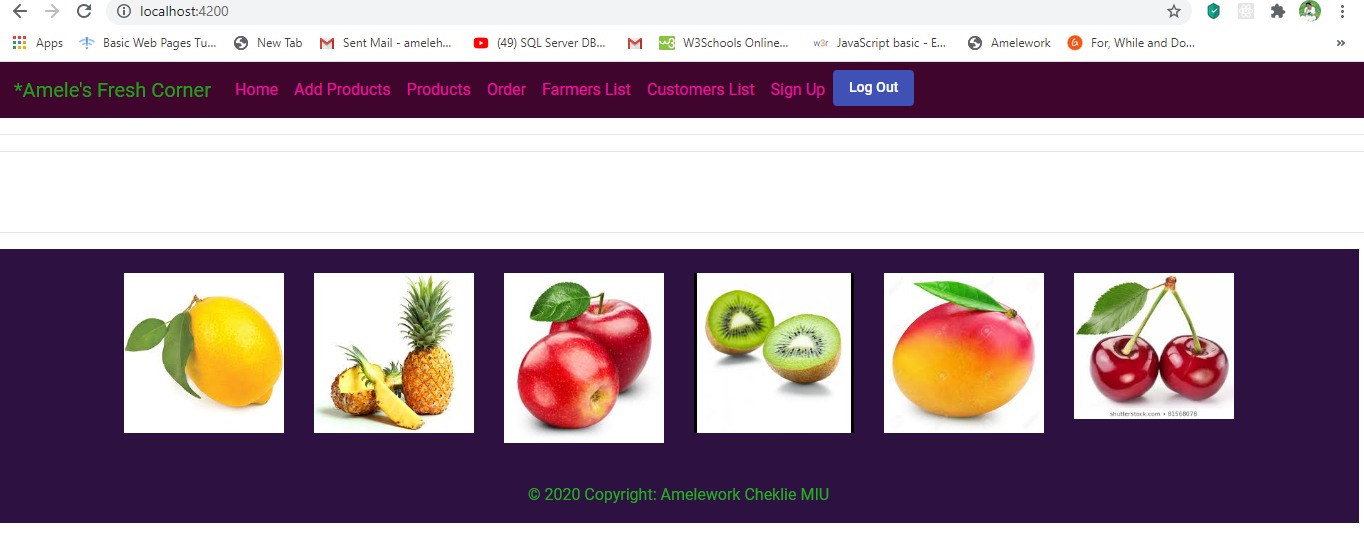 localhost:4200
Apps Basic Web Pages Tu... New Tab Sent Mail - ameleh... (49) SQL Server DB... W3Schools Online... JavaScript basic - E... Amelework For, While and Do... »
*Amele's Fresh Corner Home Add Products Products Order Farmers List Customers List Sign Up Log Out
shutterstock.com • 81568078
© 2020 Copyright: Amelework Cheklie MIU